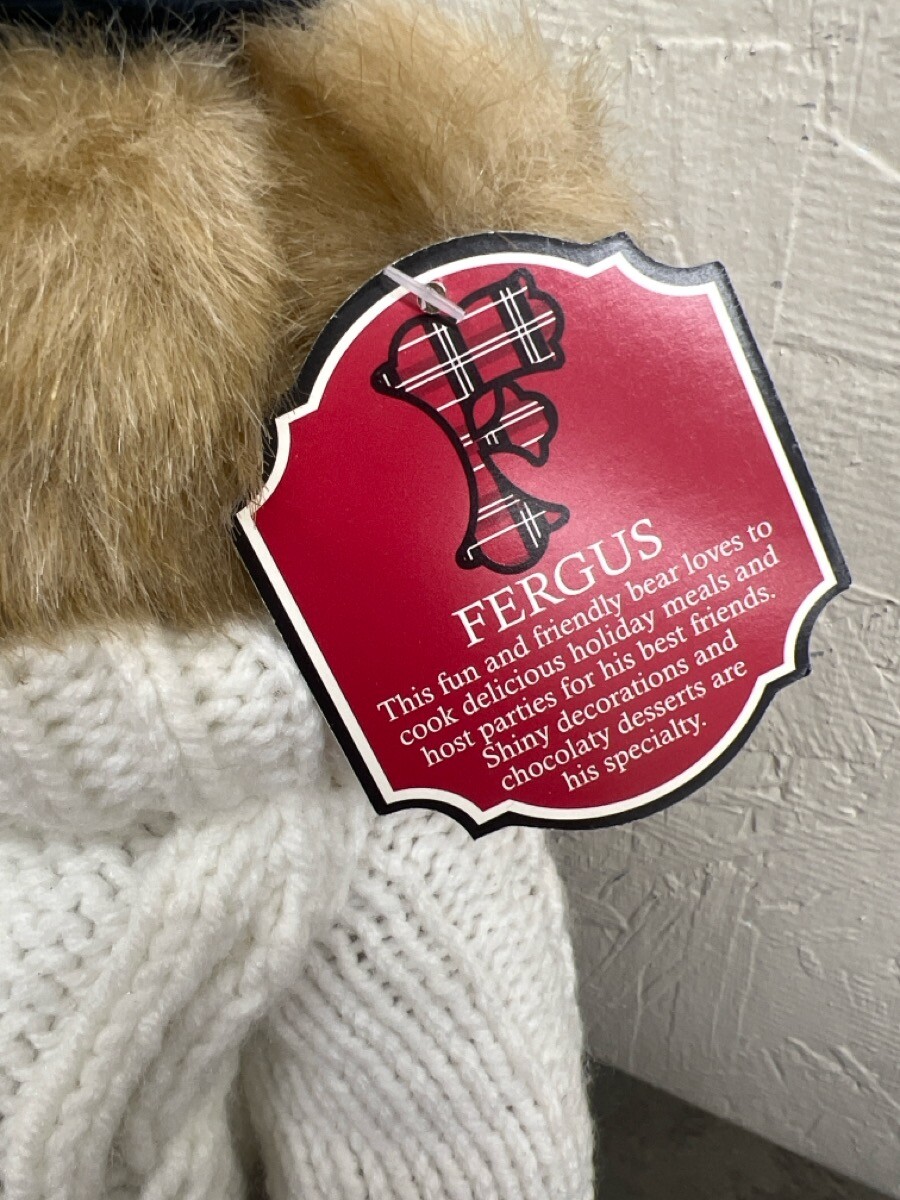 F
FERGUS
This fun and friendly bear loves to
cook delicious holiday meals and
host parties for his best friends.
Shiny decorations and
chocolaty desserts are
his specialty.